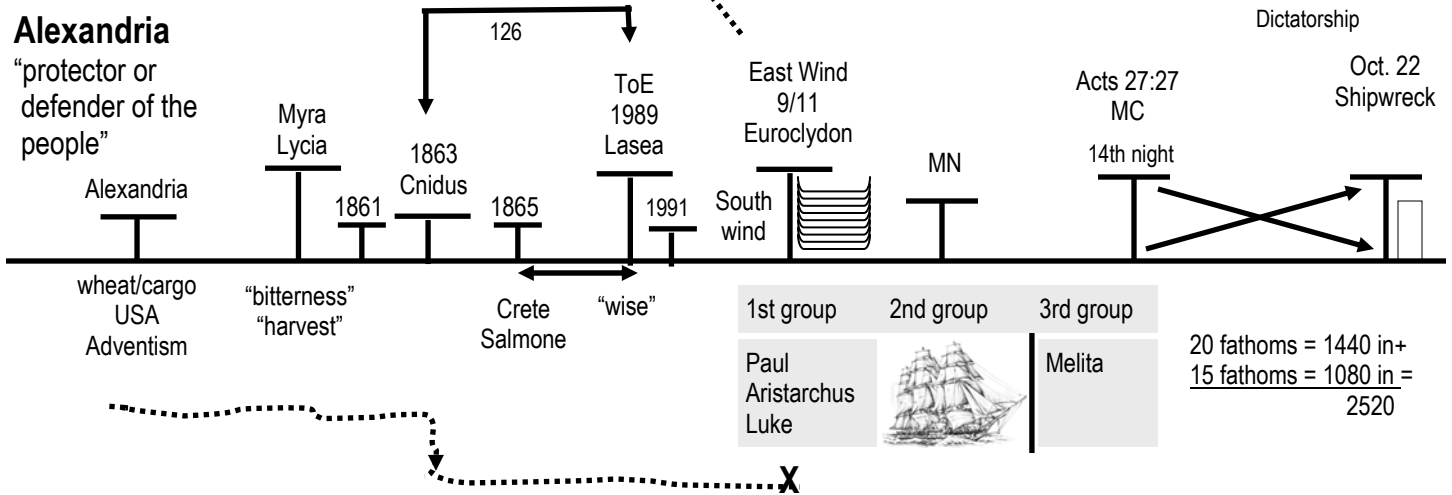 Alexandria
"protector or
defender of the
people"
126
Dictatorship
Alexandria
Myra
Lycia
1861
1863
Cnidus
1865
ToE
1989
Lasea
1991
South
wind
East Wind
9/11
Euroclydon
MN
Acts 27:27
MC
14th night
Oct. 22
Shipwreck
wheat/cargo
USA
Adventism
"bitterness"
"harvest"
Crete
Salmone
"wise"
1st group 2nd group 3rd group
Paul
Aristarchus
Luke
Melita
20 fathoms = 1440 in+
15 fathoms = 1080 in =
2520
X